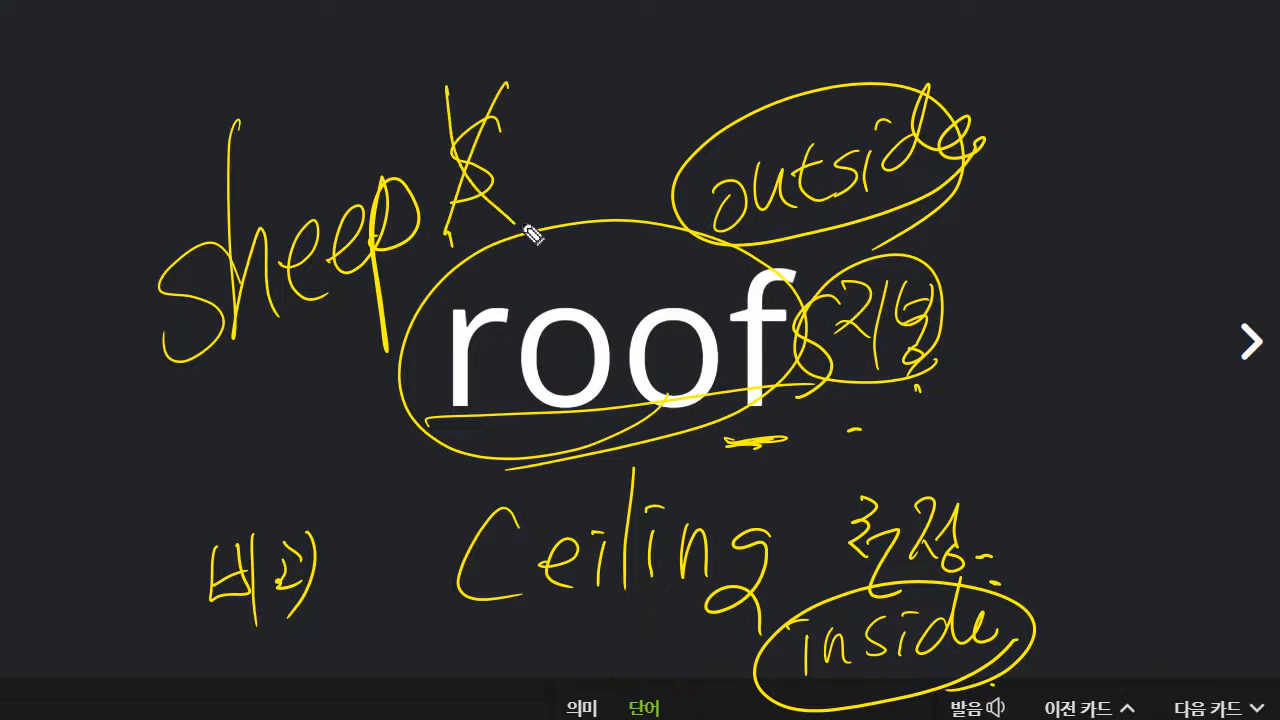 outside
sheep
roof 지붕
비교)
Ceiling 천장
inside
의미 단어 발음 이전 카드 다음 카드